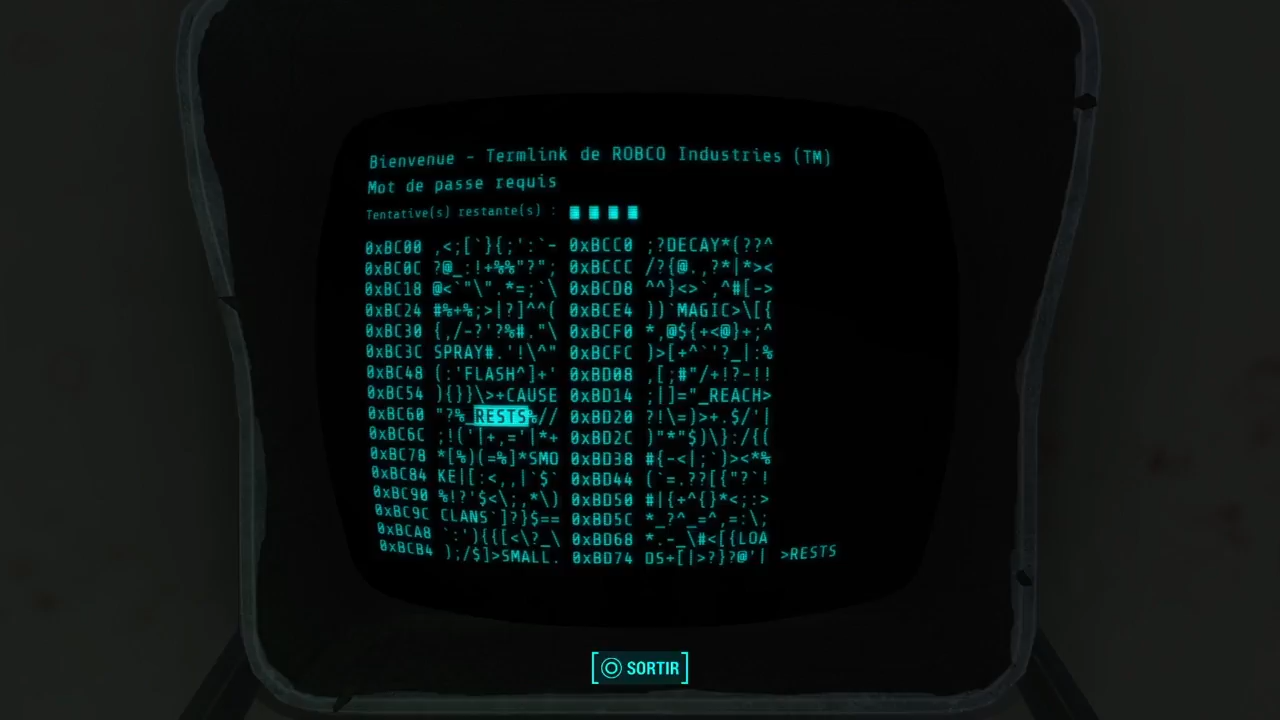 Bienvenue - Termlink de ROBCO Industries (TM)
Mot de passe requis
Tentative(s) restante(s) :
0xBC00 ,<;[`}{;':`- 0xBCC0 ;?DECAY*(??^
0xBC0C ?@_:!+%%"?"; 0xBCCC /?{@.,?*|*><
0xBC18 @<`"\".*=;`\ 0xBCD8 ^^}<>`,^#[->
0xBC24 #%+%;>|?]^^( 0xBCE4 ))`MAGIC>\[{
0xBC30 {,/-?'?%#."\ 0xBCF0 *,@${+<@}+;^
0xBC3C SPRAY#.'!\^" 0xBCFC )>[+^`'?_|:%
0xBC48 (:'FLASH^]+' 0xBD08 ,[;#"/+!?-!!
0xBC54 ){}}\>+CAUSE 0xBD14 ;|]="_REACH>
0xBC60 "?%_RESTS%// 0xBD20 ?!\=)>+.$/'|
0xBC6C ;!('|+,='|*+ 0xBD2C )"*"$)\}:/{(
0xBC78 *[%)(=%]*SMO 0xBD38 #{-<|;`)><*%
0xBC84 KE|[:<,,|`$` 0xBD44 (`=.??[{"?`!
0xBC90 %!?'$<\;,*\) 0xBD50 #|{+^{}*<;:>
0xBC9C CLANS`]?}$== 0xBD5C *_?^_=^,=:\;
0xBCA8 `:'){{[<\?_\ 0xBD68 *.-_\#<[{LOA
0xBCB4 );/$]>SMALL. 0xBD74 DS+[|>?}?@'| >RESTS
SORTIR